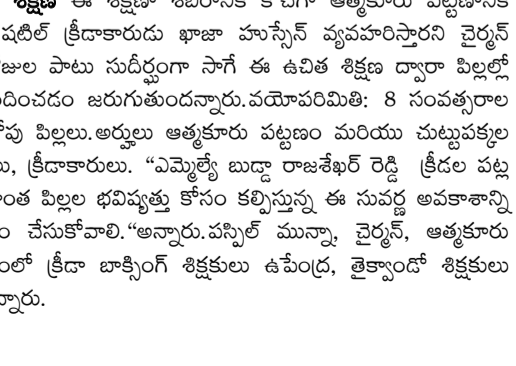 శిక్షణ ఈ శిక్షణా శిబిరానికి కోచ్‌గా ఆత్మకూరు పట్టణానికి
షటిల్ క్రీడాకారుడు ఖాజా హుస్సేన్ వ్యవహరిస్తారని చైర్మన్
పాటు సుదీర్ఘంగా సాగే ఈ ఉచిత శిక్షణ ద్వారా పిల్లల్లో
జరుగుతుందన్నారు.వయోపరిమితి: 8 సంవత్సరాల
పిల్లలు.అర్హులు ఆత్మకూరు పట్టణం మరియు చుట్టుపక్కల
క్రీడాకారులు. “ఎమ్మెల్యే బుడ్డా రాజశేఖర్ రెడ్డి క్రీడల పట్ల
పిల్లల భవిష్యత్తు కోసం కల్పిస్తున్న ఈ సువర్ణ అవకాశాన్ని
చేసుకోవాలి.“అన్నారు.పస్పిల్ మున్నా, చైర్మన్, ఆత్మకూరు
క్రీడా బాక్సింగ్ శిక్షకులు ఉపేంద్ర, తైక్వాండో శిక్షకులు